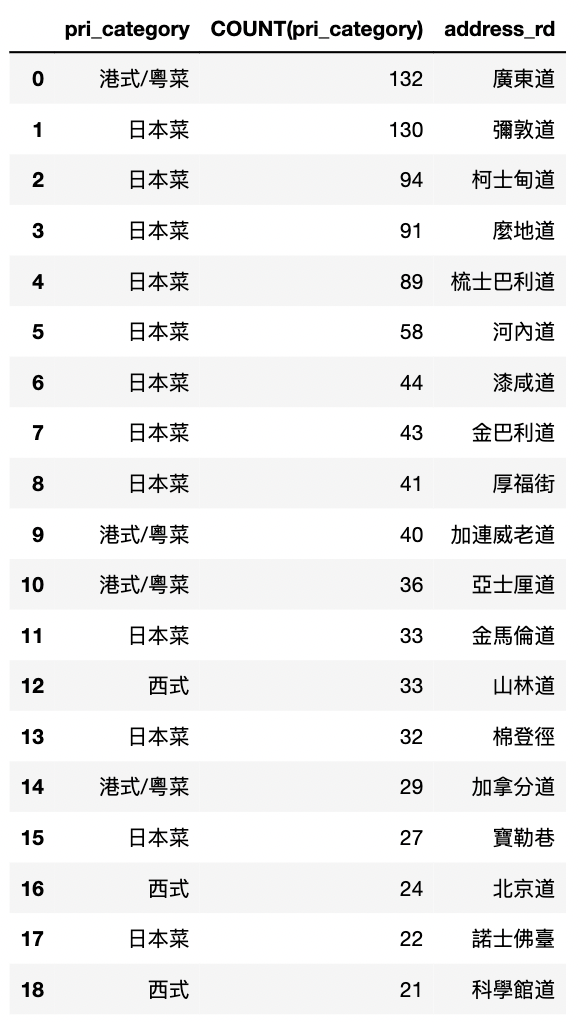 pri_category COUNT(pri_category) address_rd
0 港式/粵菜 132 廣東道
1 日本菜 130 彌敦道
2 日本菜 94 柯士甸道
3 日本菜 91 麼地道
4 日本菜 89 梳士巴利道
5 日本菜 58 河內道
6 日本菜 44 漆咸道
7 日本菜 43 金巴利道
8 日本菜 41 厚福街
9 港式/粵菜 40 加連威老道
10 港式/粵菜 36 亞士厘道
11 日本菜 33 金馬倫道
12 西式 33 山林道
13 日本菜 32 棉登徑
14 港式/粵菜 29 加拿分道
15 日本菜 27 寶勒巷
16 西式 24 北京道
17 日本菜 22 諾士佛臺
18 西式 21 科學館道